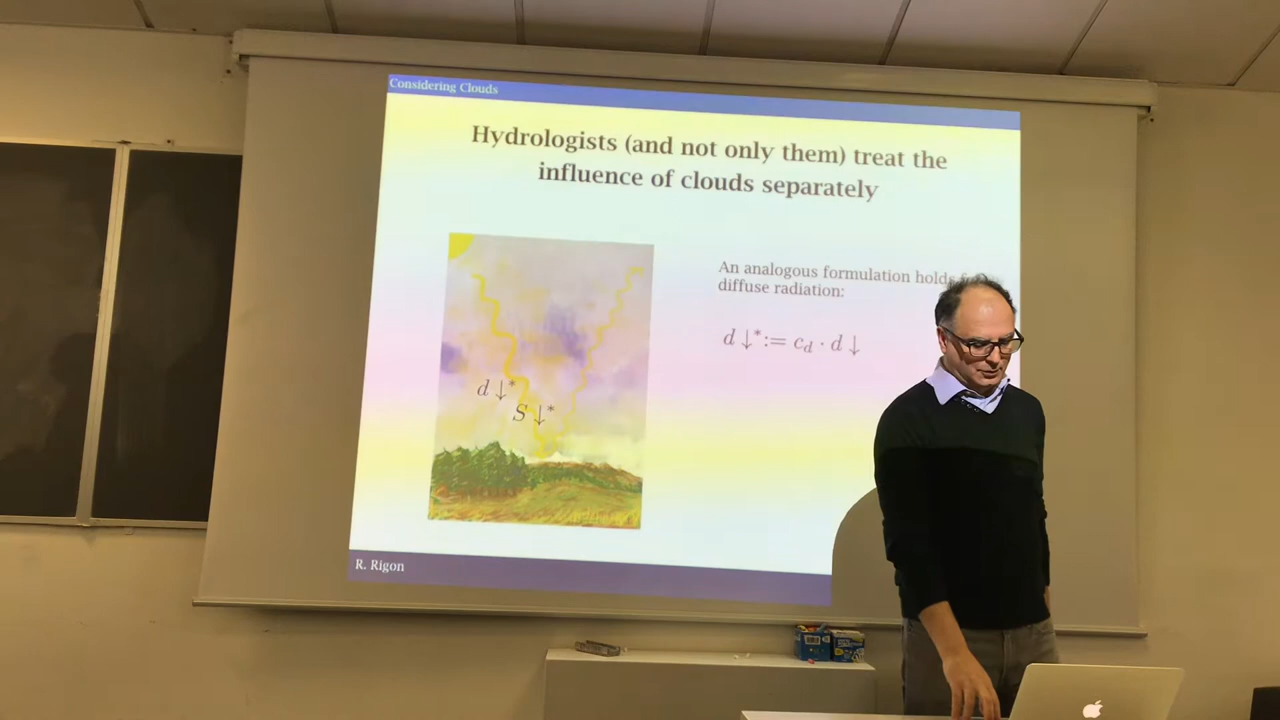 Considering Clouds
Hydrologists (and not only them) treat the
influence of clouds separately
An analogous formulation holds
diffuse radiation:
d ↓* := c_d · d ↓
d ↓*
S ↓*
R. Rigon